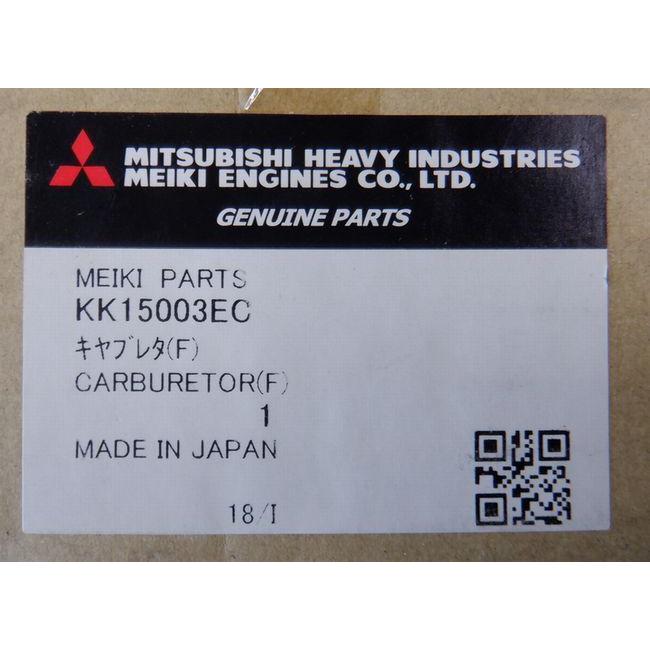 MITSUBISHI HEAVY INDUSTRIES
MEIKI ENGINES CO., LTD.
GENUINE PARTS
MEIKI PARTS
KK15003EC
ｷﾔﾌﾞﾚﾀ(F)
CARBURETOR(F)
1
MADE IN JAPAN
18/I